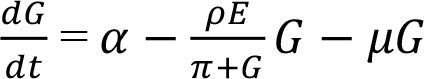 dG/dt = α − ρE/(π+G) G − μG